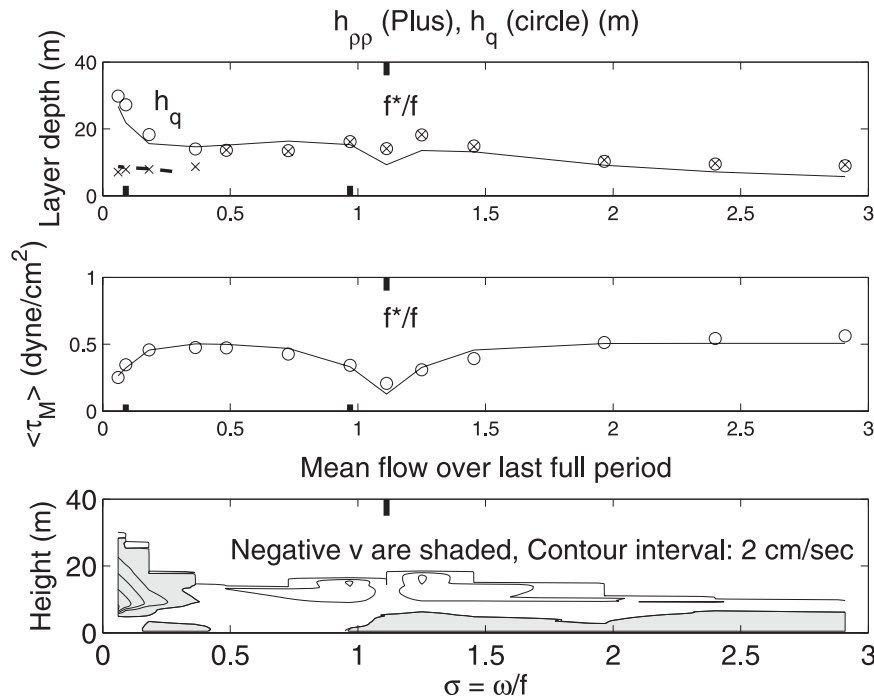 h_ρρ (Plus), h_q (circle) (m)
Layer depth (m)
40
20
0
h_q
f*/f
0 0.5 1 1.5 2 2.5 3
<τ_M> (dyne/cm²)
1
0.5
0
f*/f
0 0.5 1 1.5 2 2.5 3
Mean flow over last full period
Height (m)
40
20
0
Negative v are shaded, Contour interval: 2 cm/sec
0 0.5 1 1.5 2 2.5 3
σ = ω/f